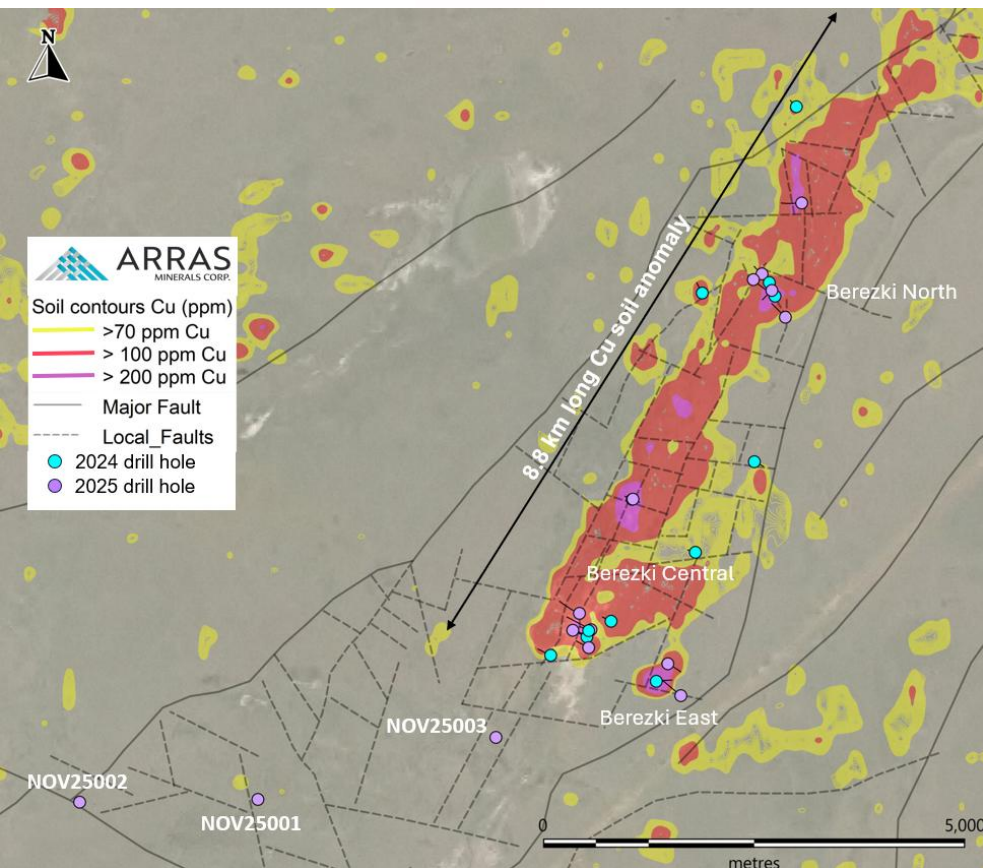 N
ARRAS
MINERALS CORP.
Soil contours Cu (ppm)
>70 ppm Cu
> 100 ppm Cu
> 200 ppm Cu
Major Fault
Local_Faults
2024 drill hole
2025 drill hole
8.8 km long Cu soil anomaly
Berezki North
Berezki Central
Berezki East
NOV25003
NOV25002
NOV25001
0 5,000
metres